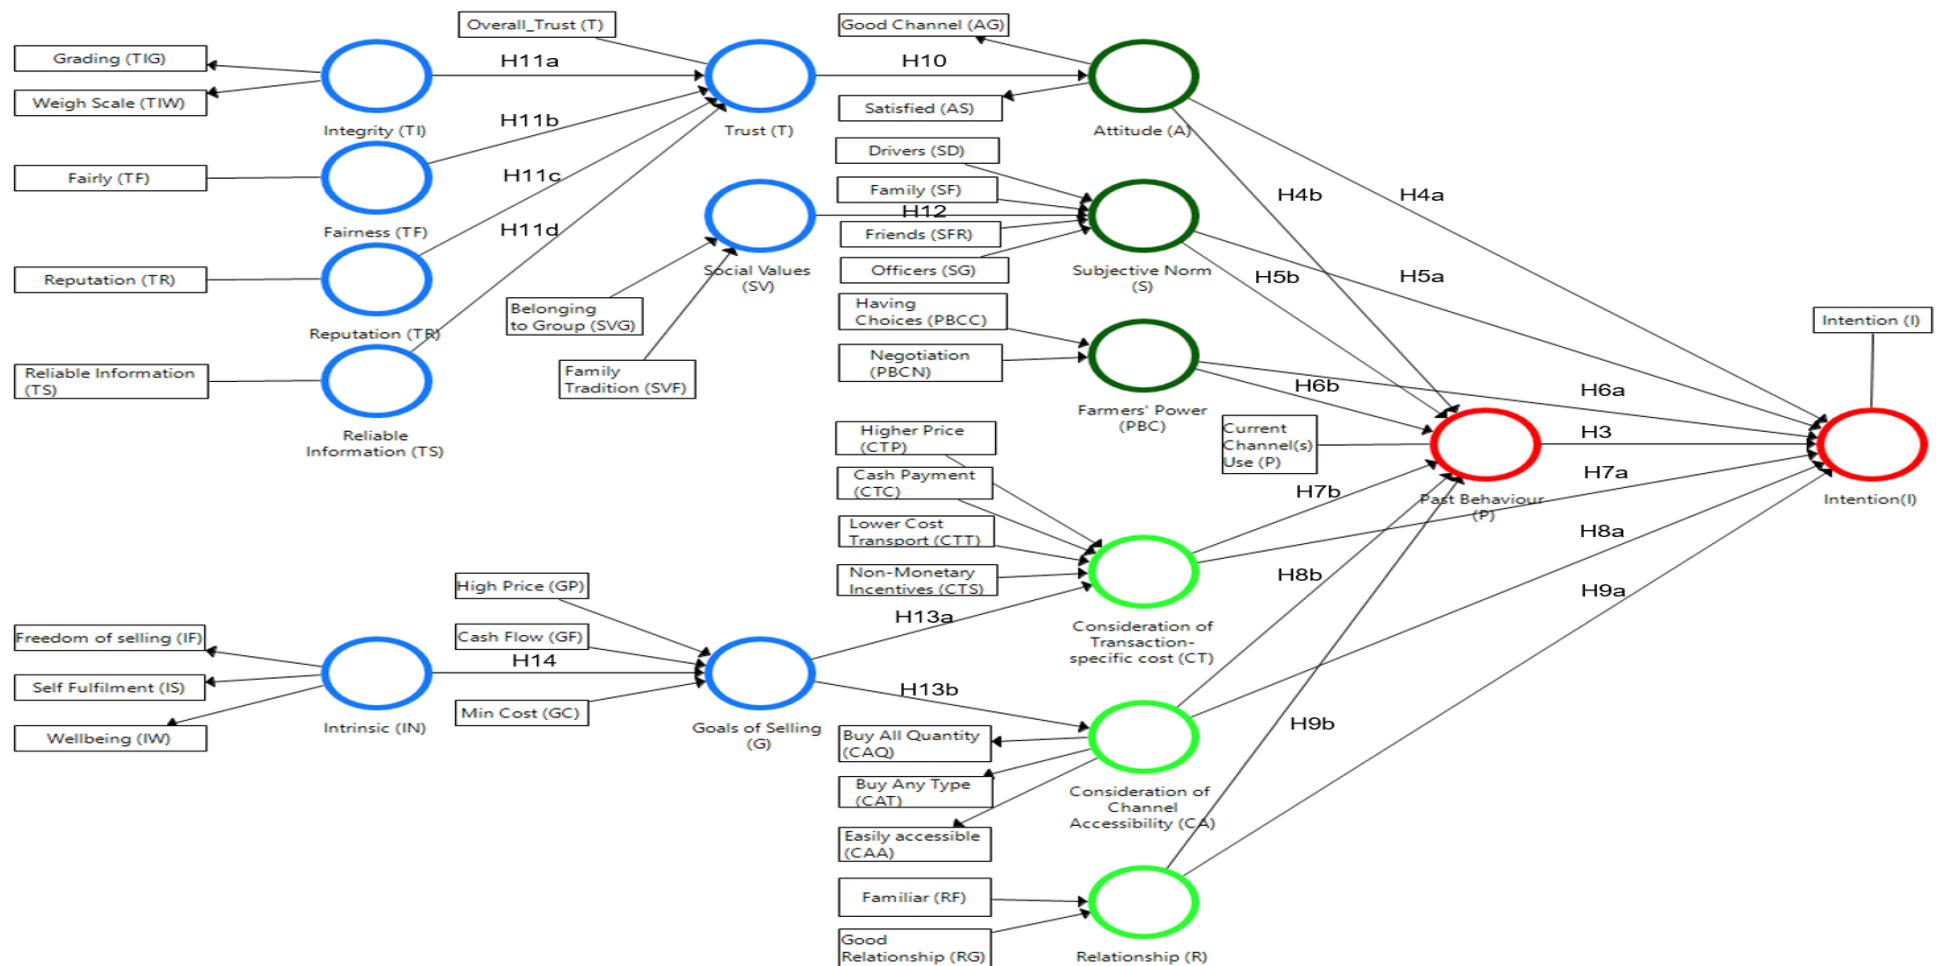 Overall_Trust (T)
Good Channel (AG)
Grading (TIG)
H11a
H10
Weigh Scale (TIW)
Satisfied (AS)
H11b
Integrity (TI)
Trust (T)
Attitude (A)
Drivers (SD)
Fairly (TF)
H11c
Family (SF)
H4b
H4a
H12
Fairness (TF)
H11d
Friends (SFR)
Reputation (TR)
Social Values
(SV)
Officers (SG)
Subjective Norm
(S)
H5b
H5a
Belonging
to Group (SVG)
Having
Choices (PBCC)
Intention (I)
Reputation (TR)
Reliable Information
(TS)
Family
Tradition (SVF)
Negotiation
(PBCN)
H6b
H6a
Farmers' Power
(PBC)
Reliable
Information (TS)
Higher Price
(CTP)
Current
Channel(s)
Use (P)
H3
Cash Payment
(CTC)
H7b
H7a
Past Behaviour
(P)
Intention(I)
Lower Cost
Transport (CTT)
H8a
Non-Monetary
Incentives (CTS)
H8b
High Price (GP)
H9a
H13a
Freedom of selling (IF)
Cash Flow (GF)
Consideration of
Transaction-
specific cost (CT)
H14
Self Fulfilment (IS)
H13b
Min Cost (GC)
H9b
Wellbeing (IW)
Intrinsic (IN)
Goals of Selling
(G)
Buy All Quantity
(CAQ)
Buy Any Type
(CAT)
Consideration of
Channel
Accessibility (CA)
Easily accessible
(CAA)
Familiar (RF)
Good
Relationship (RG)
Relationship (R)